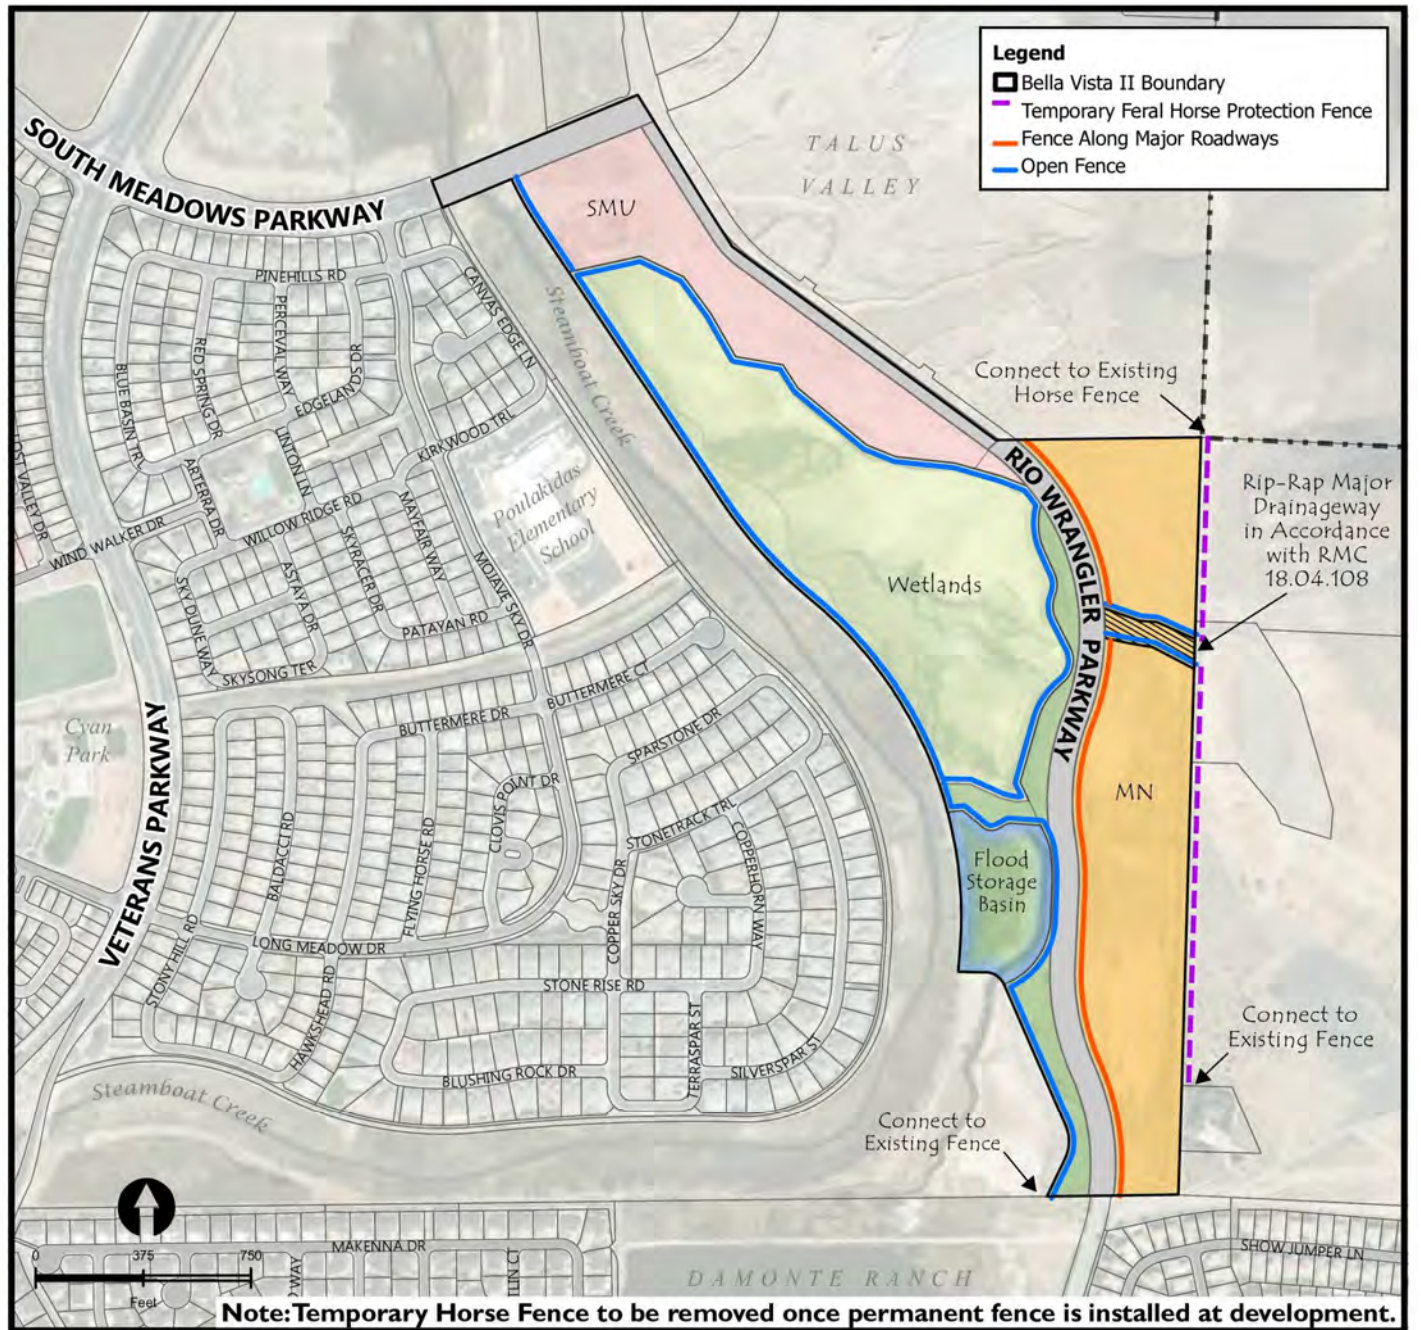 Legend
Bella Vista II Boundary
Temporary Feral Horse Protection Fence
Fence Along Major Roadways
Open Fence
TALUS
VALLEY
SOUTH MEADOWS PARKWAY
SMU
PINEHILLS RD
CANVAS EDGE LN
PERCEVAL WAY
RED SPRING DR
EDGELANDS DR
BLUE BASIN TRL
Steamboat Creek
Connect to Existing
Horse Fence
KIRKWOOD TRL
LINTON LN
LOST VALLEY DR
ARTERRA DR
RIO WRANGLER PARKWAY
Rip-Rap Major
Drainageway
in Accordance
with RMC
18.04.108
Poulakidas
Elementary
School
WILLOW RIDGE RD
MAYFAIR WAY
WIND WALKER DR
SKYRACER DR
ASTAYA DR
MOJAVE SKY DR
SKY DUNE WAY
Wetlands
PATAYAN RD
SKYSONG TER
BUTTERMERE CT
BUTTERMERE DR
SPARSTONE DR
Cyan
Park
VETERANS PARKWAY
CLOVIS POINT DR
MN
STONETRACK TRL
COPPERHORN WAY
BALDACCI RD
FLYING HORSE RD
Flood
Storage
Basin
COPPER SKY DR
STONY HILL RD
LONG MEADOW DR
HAWKSHEAD RD
STONE RISE RD
TERRASPAR ST
SILVERSPAR ST
BLUSHING ROCK DR
Connect to
Existing Fence
Steamboat Creek
Connect to
Existing Fence
MAKENNA DR
SHOW JUMPER LN
0 375 750
Feet
WAY
LIN CT
DAMONTE RANCH
Note: Temporary Horse Fence to be removed once permanent fence is installed at development.